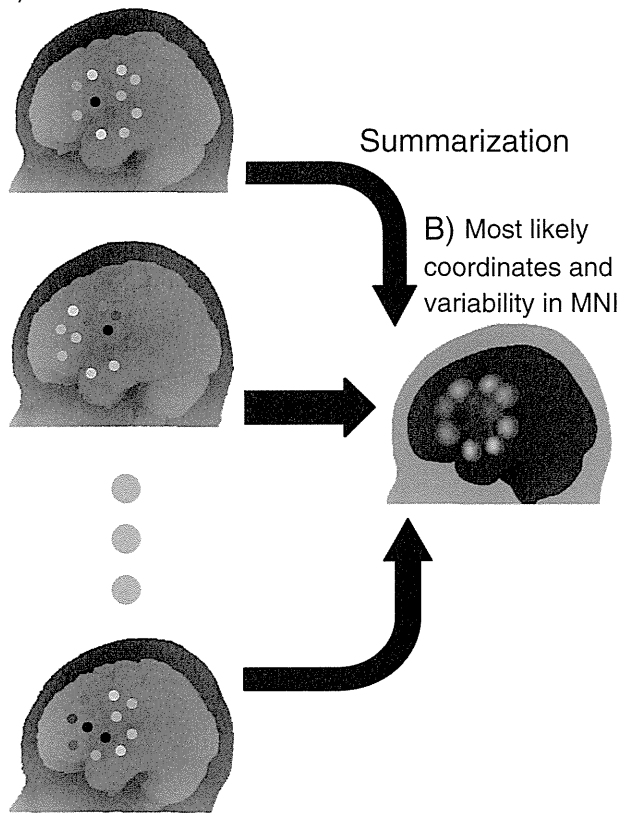 Summarization
B) Most likely
coordinates and
variability in MNI